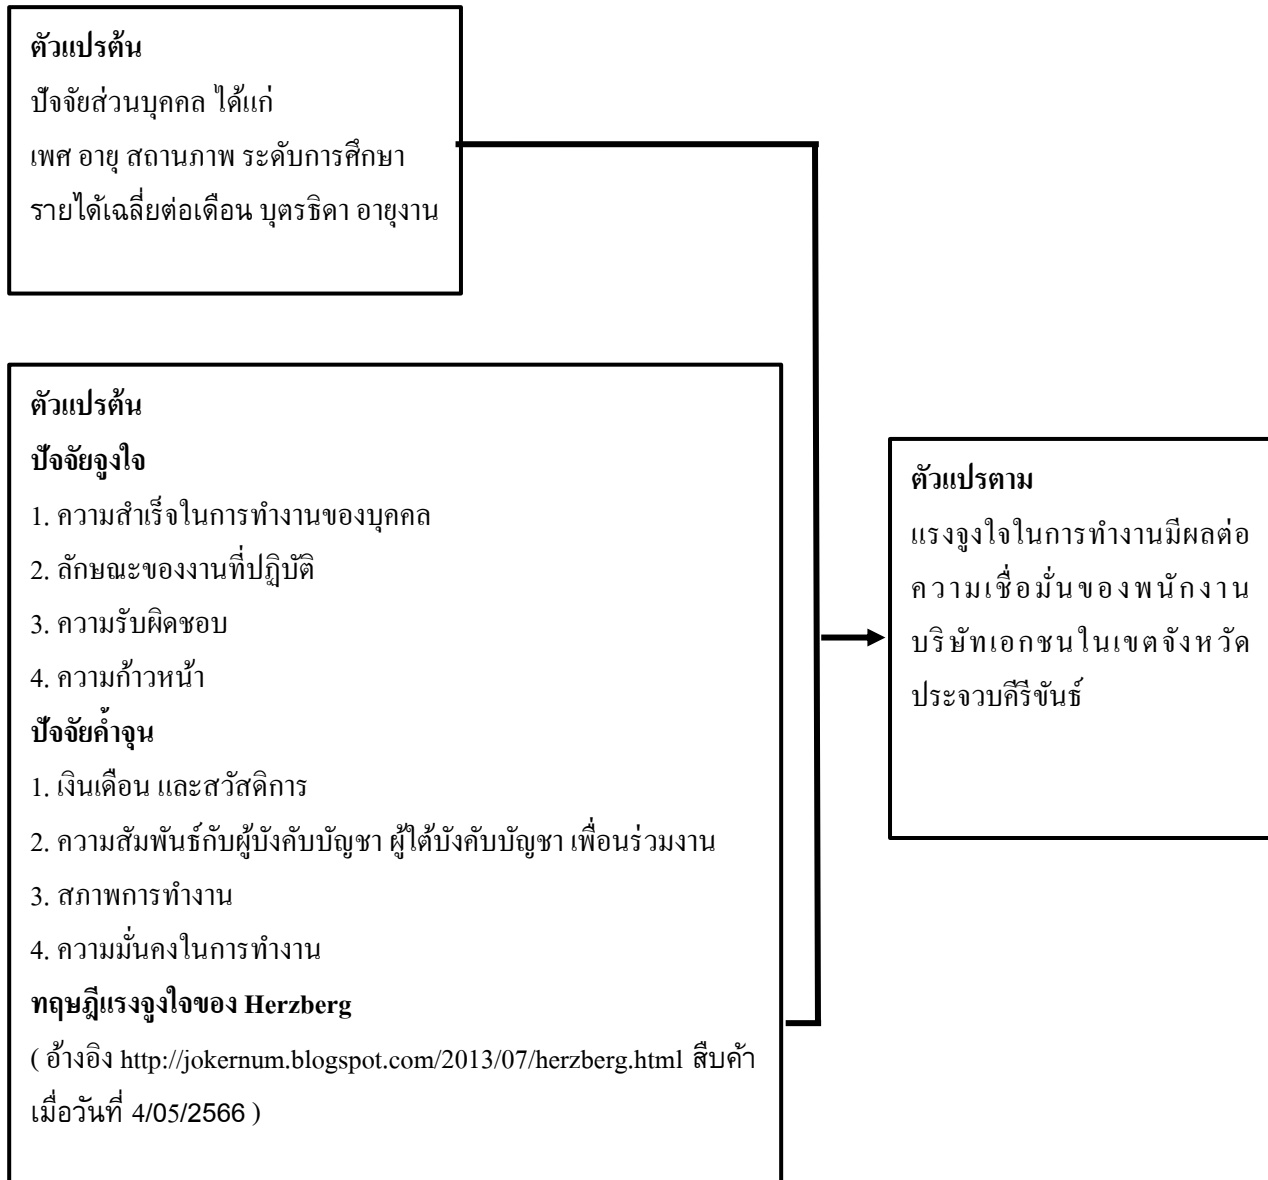 ตัวแปรต้น
ปัจจัยส่วนบุคคล ได้แก่
เพศ อายุ สถานภาพ ระดับการศึกษา
รายได้เฉลี่ยต่อเดือน บุตรธิดา อายุงาน
ตัวแปรต้น
ปัจจัยจูงใจ
1. ความสำเร็จในการทำงานของบุคคล
2. ลักษณะของงานที่ปฏิบัติ
3. ความรับผิดชอบ
4. ความก้าวหน้า
ปัจจัยค้ำจุน
1. เงินเดือน และสวัสดิการ
2. ความสัมพันธ์กับผู้บังคับบัญชา ผู้ใต้บังคับบัญชา เพื่อนร่วมงาน
3. สภาพการทำงาน
4. ความมั่นคงในการทำงาน
ทฤษฎีแรงจูงใจของ Herzberg
( อ้างอิง http://jokernum.blogspot.com/2013/07/herzberg.html สืบค้า
เมื่อวันที่ 4/05/2566 )
ตัวแปรตาม
แรงจูงใจในการทำงานมีผลต่อ
ความเชื่อมั่นของพนักงาน
บริษัทเอกชนในเขตจังหวัด
ประจวบคีรีขันธ์